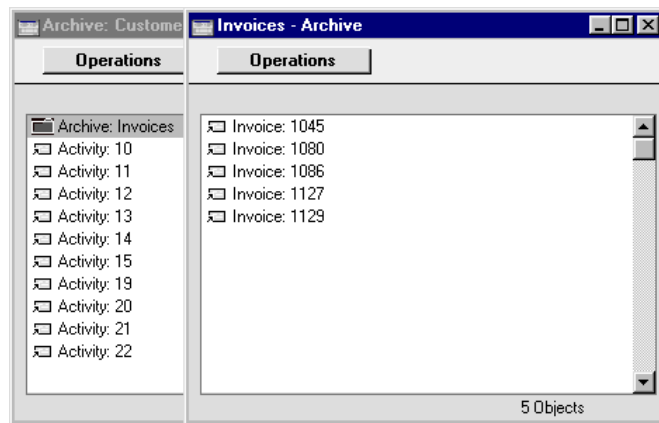 Archive: Custome
Operations
Archive: Invoices
Activity: 10
Activity: 11
Activity: 12
Activity: 13
Activity: 14
Activity: 15
Activity: 19
Activity: 20
Activity: 21
Activity: 22
Invoices - Archive
Operations
Invoice: 1045
Invoice: 1080
Invoice: 1086
Invoice: 1127
Invoice: 1129
5 Objects